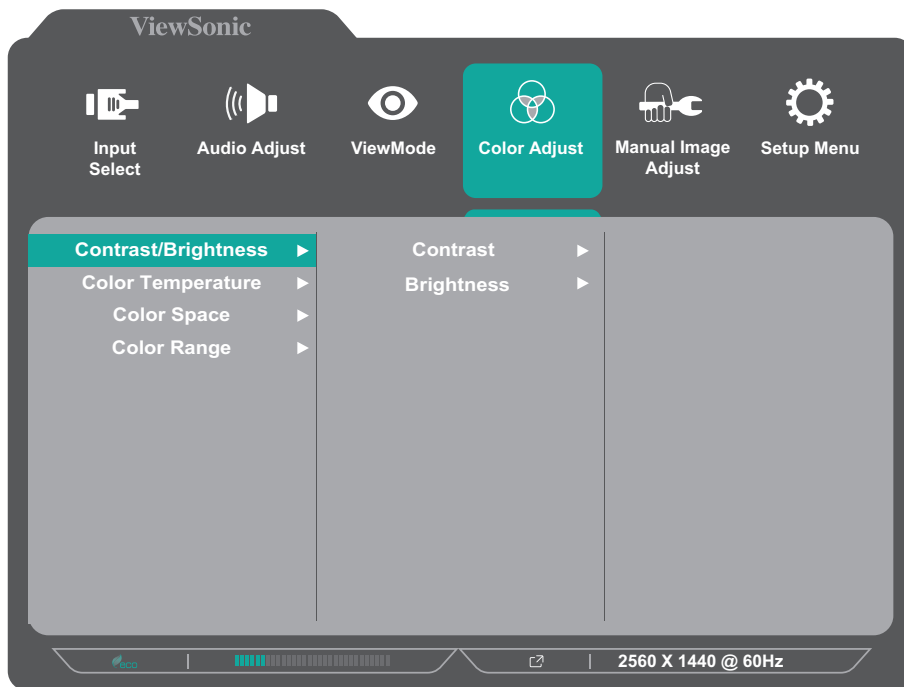 ViewSonic
Input
Select
Audio Adjust
ViewMode
Color Adjust
Manual Image
Adjust
Setup Menu
Contrast/Brightness
Color Temperature
Color Space
Color Range
Contrast
Brightness
eco
2560 X 1440 @ 60Hz